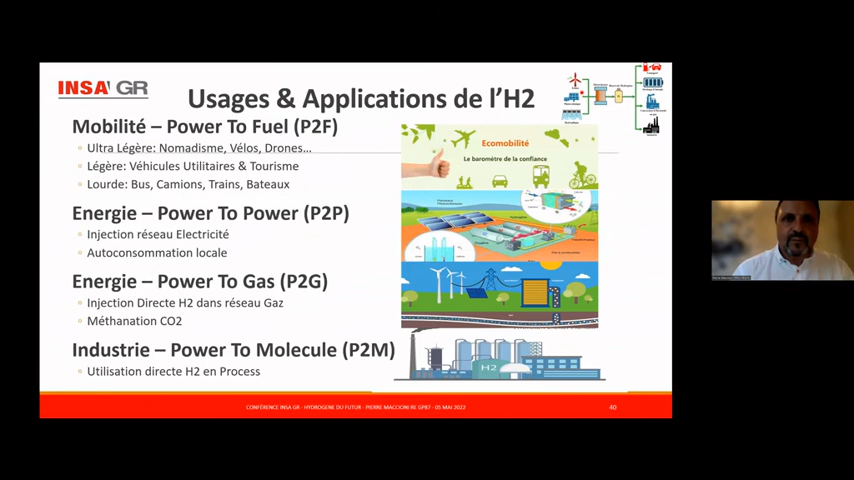 INSA GR
Usages & Applications de l'H2
Mobilité – Power To Fuel (P2F)
Ultra Légère: Nomadisme, Vélos, Drones...
Légère: Véhicules Utilitaires & Tourisme
Lourde: Bus, Camions, Trains, Bateaux
Energie – Power To Power (P2P)
Injection réseau Electricité
Autoconsommation locale
Energie – Power To Gas (P2G)
Injection Directe H2 dans réseau Gaz
Méthanation CO2
Industrie – Power To Molecule (P2M)
Utilisation directe H2 en Process
Ecomobilité
Le baromètre de la confiance
H2
CONFÉRENCE INSA GR - HYDROGENE DU FUTUR - PIERRE MACCIONI RE GP87 - 05 MAI 2022
40